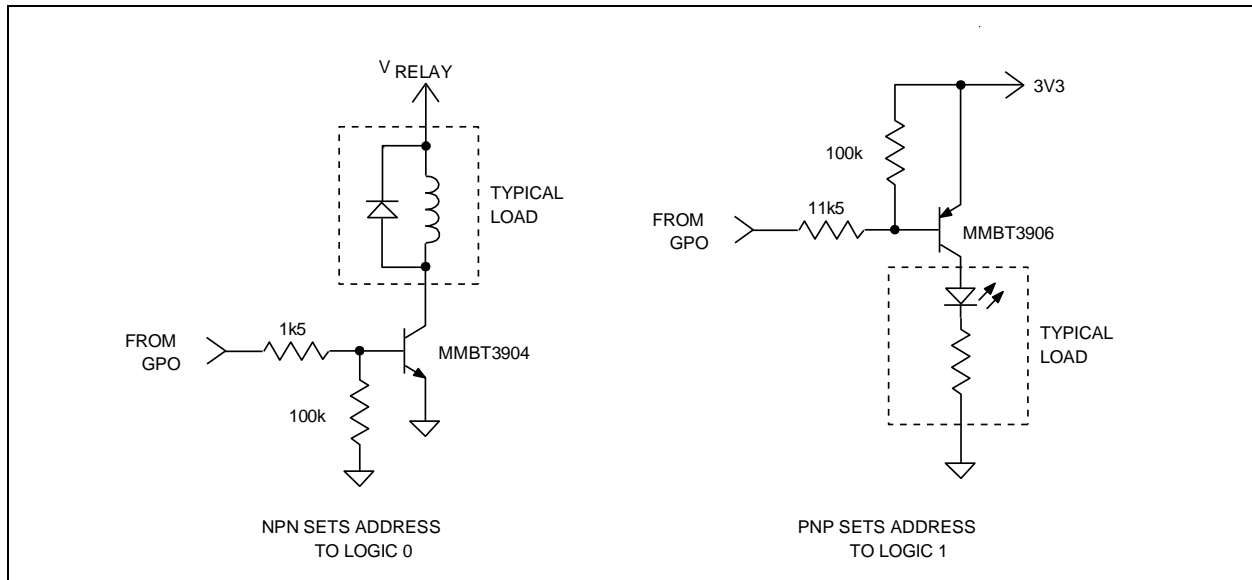 V RELAY
TYPICAL
LOAD
FROM
GPO
1k5
MMBT3904
100k
NPN SETS ADDRESS
TO LOGIC 0
3V3
100k
FROM
GPO
11k5
MMBT3906
TYPICAL
LOAD
PNP SETS ADDRESS
TO LOGIC 1